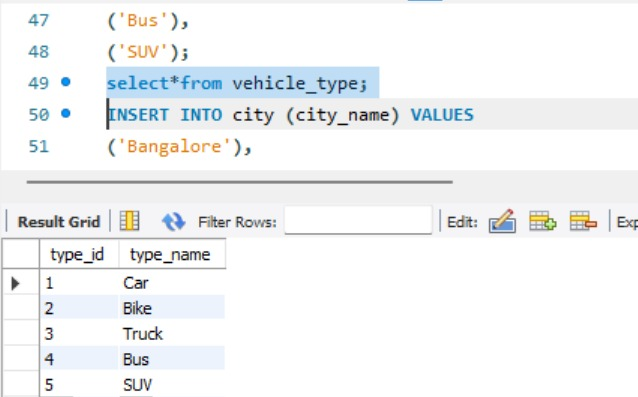 47 ('Bus'),
48 ('SUV');
49 select*from vehicle_type;
50 INSERT INTO city (city_name) VALUES
51 ('Bangalore'),
Result Grid Filter Rows: Edit: Exp
type_id type_name
1 Car
2 Bike
3 Truck
4 Bus
5 SUV